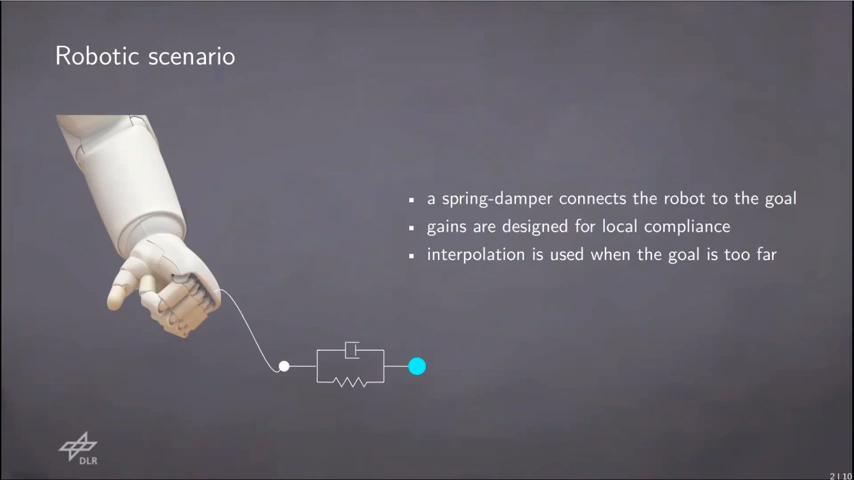 Robotic scenario
a spring-damper connects the robot to the goal
gains are designed for local compliance
interpolation is used when the goal is too far
DLR
2 | 10